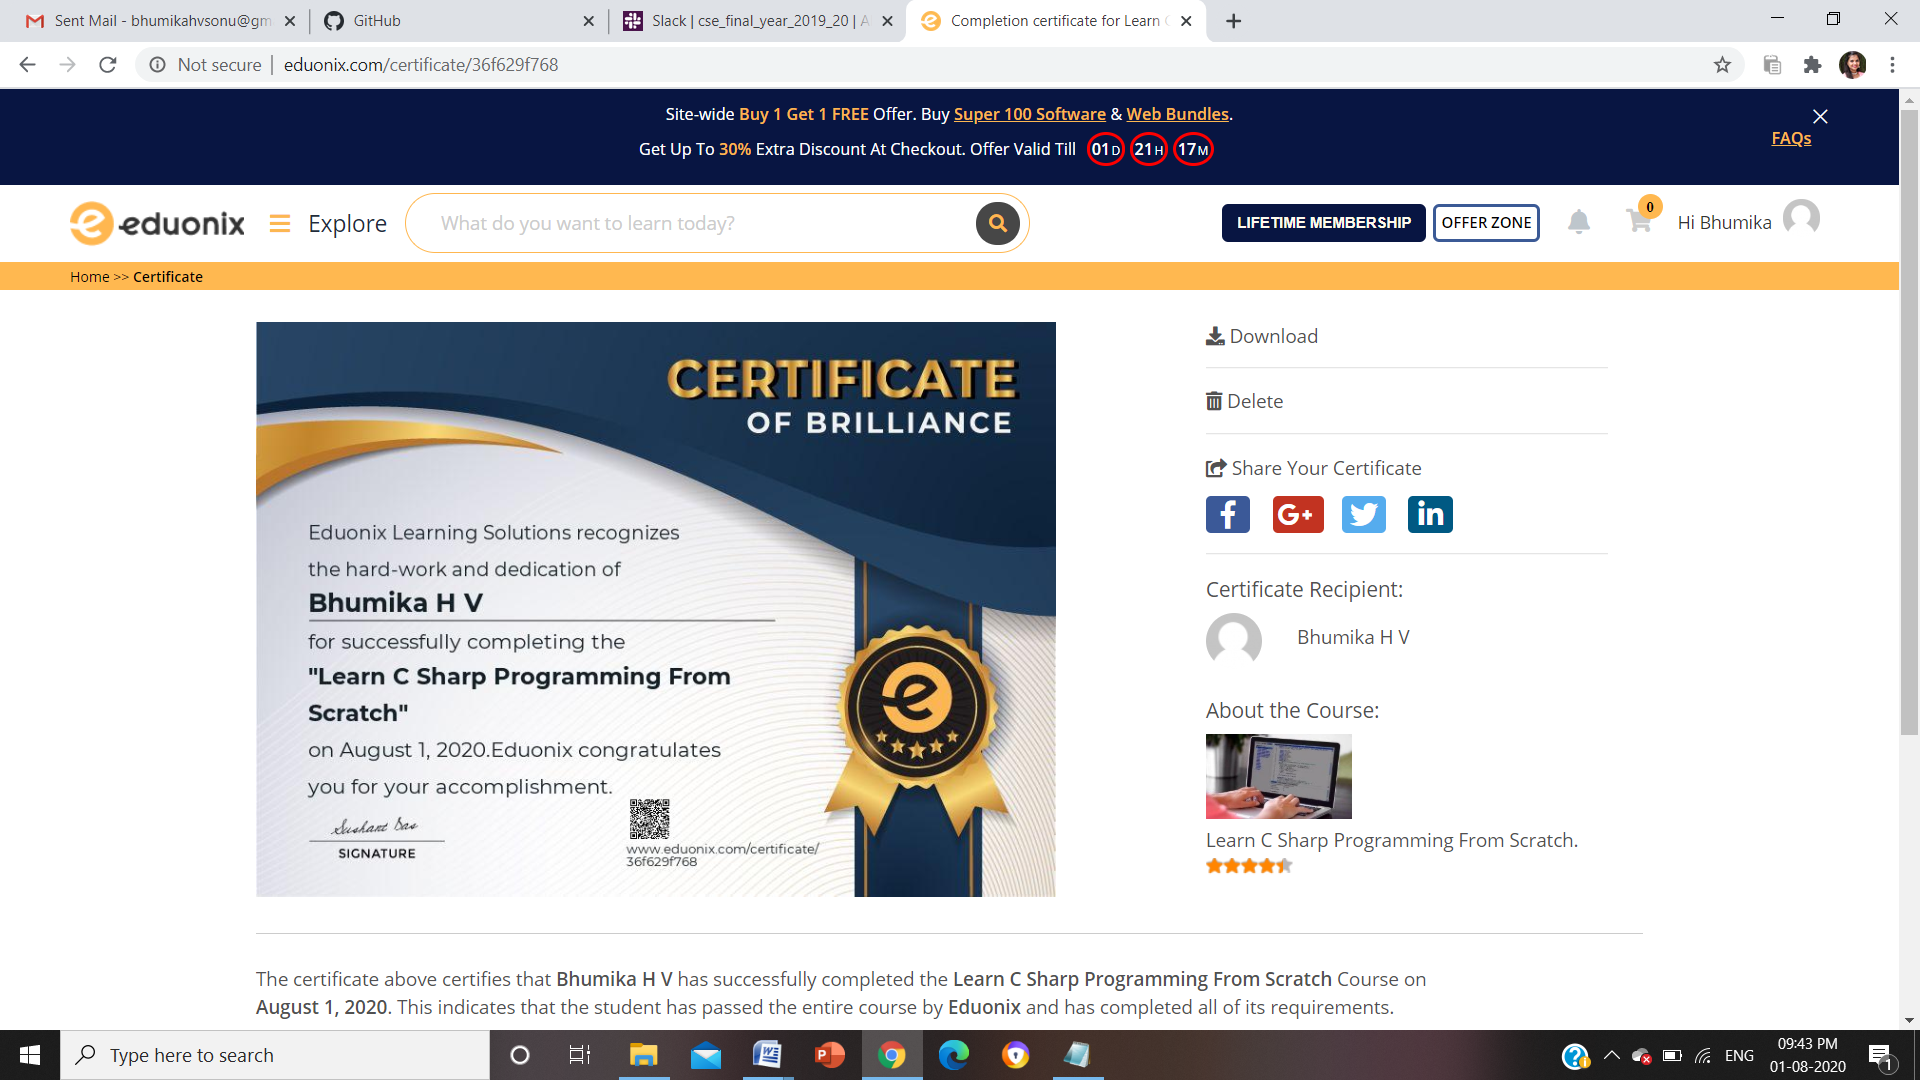 Sent Mail - bhumikahvsonu@gm
GitHub
Slack | cse_final_year_2019_20 | A
Completion certificate for Learn C
Not secure | eduonix.com/certificate/36f629f768
Site-wide Buy 1 Get 1 FREE Offer. Buy Super 100 Software & Web Bundles.
Get Up To 30% Extra Discount At Checkout. Offer Valid Till 01D 21H 17M
FAQs
eduonix
Explore
What do you want to learn today?
LIFETIME MEMBERSHIP
OFFER ZONE
0
Hi Bhumika
Home >> Certificate
CERTIFICATE
OF BRILLIANCE
Eduonix Learning Solutions recognizes
the hard-work and dedication of
Bhumika H V
for successfully completing the
"Learn C Sharp Programming From
Scratch"
on August 1, 2020.Eduonix congratulates
you for your accomplishment.
Sushant Das
SIGNATURE
www.eduonix.com/certificate/
36f629f768
Download
Delete
Share Your Certificate
f
G+
in
Certificate Recipient:
Bhumika H V
About the Course:
Learn C Sharp Programming From Scratch.
The certificate above certifies that Bhumika H V has successfully completed the Learn C Sharp Programming From Scratch Course on
August 1, 2020. This indicates that the student has passed the entire course by Eduonix and has completed all of its requirements.
Type here to search
ENG
09:43 PM
01-08-2020
1